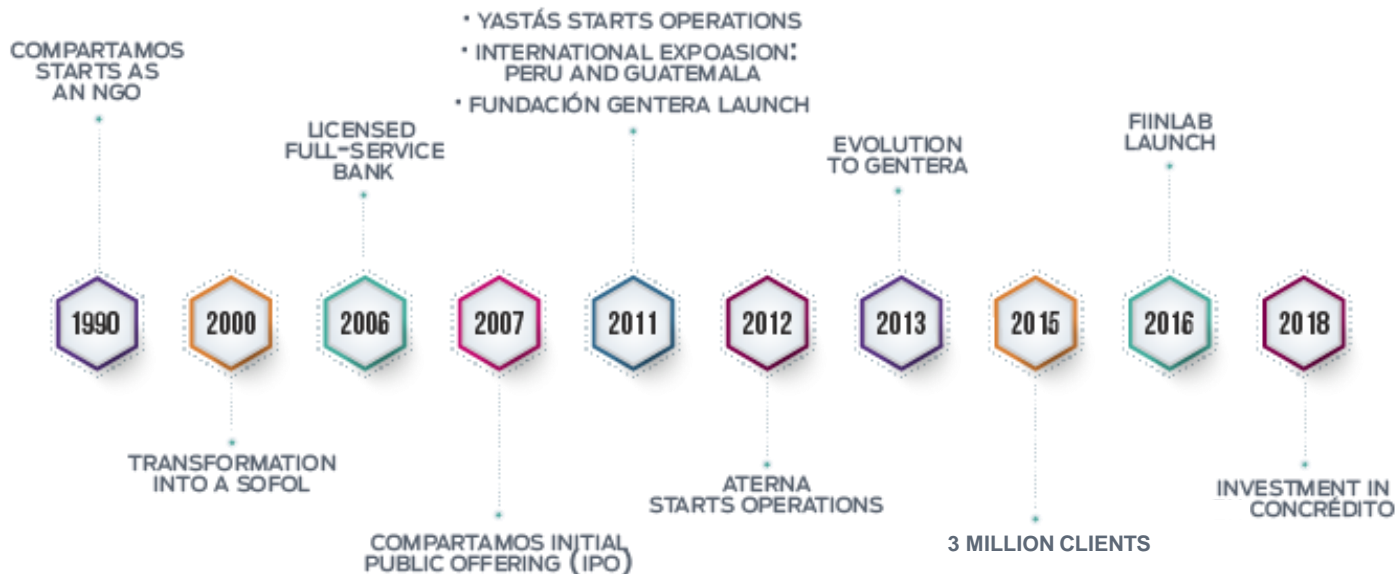 COMPARTAMOS
STARTS AS
AN NGO
LICENSED
FULL-SERVICE
BANK
• YASTÁS STARTS OPERATIONS
• INTERNATIONAL EXPOASION:
PERU AND GUATEMALA
• FUNDACIÓN GENTERA LAUNCH
EVOLUTION
TO GENTERA
FIINLAB
LAUNCH
1990
2000
2006
2007
2011
2012
2013
2015
2016
2018
TRANSFORMATION
INTO A SOFOL
COMPARTAMOS INITIAL
PUBLIC OFFERING (IPO)
ATERNA
STARTS OPERATIONS
3 MILLION CLIENTS
INVESTMENT IN
CONCRÉDITO